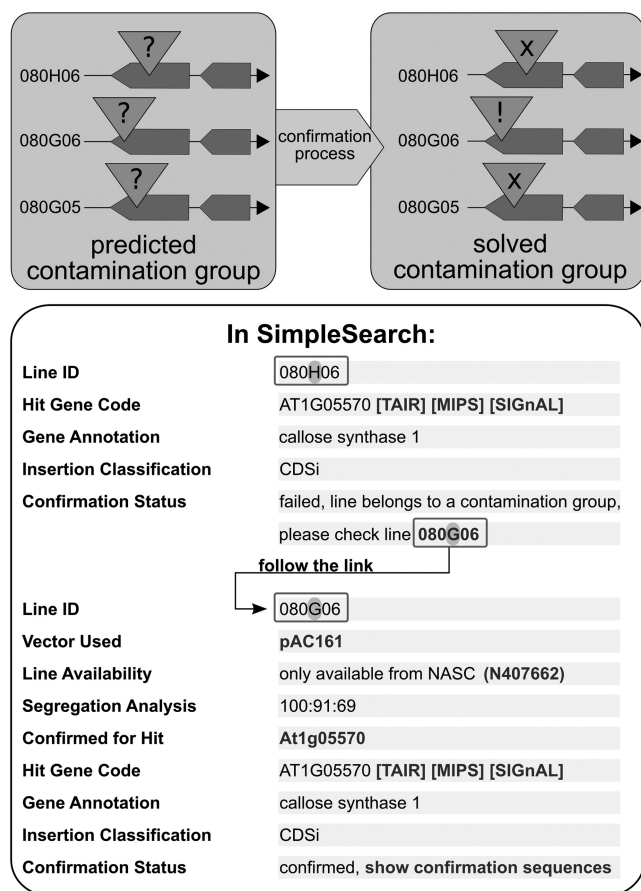 ?
080H06
?
080G06
?
080G05
predicted
contamination group
confirmation
process
x
080H06
!
080G06
x
080G05
solved
contamination group
In SimpleSearch:
Line ID 080H06
Hit Gene Code AT1G05570 [TAIR] [MIPS] [SIGnAL]
Gene Annotation callose synthase 1
Insertion Classification CDSi
Confirmation Status failed, line belongs to a contamination group,
please check line 080G06
follow the link
Line ID 080G06
Vector Used pAC161
Line Availability only available from NASC (N407662)
Segregation Analysis 100:91:69
Confirmed for Hit At1g05570
Hit Gene Code AT1G05570 [TAIR] [MIPS] [SIGnAL]
Gene Annotation callose synthase 1
Insertion Classification CDSi
Confirmation Status confirmed, show confirmation sequences